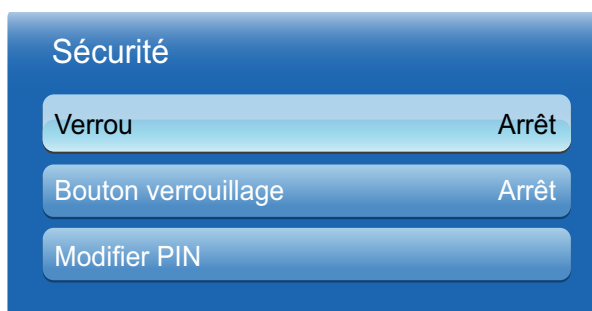 Sécurité
Verrou Arrêt
Bouton verrouillage Arrêt
Modifier PIN